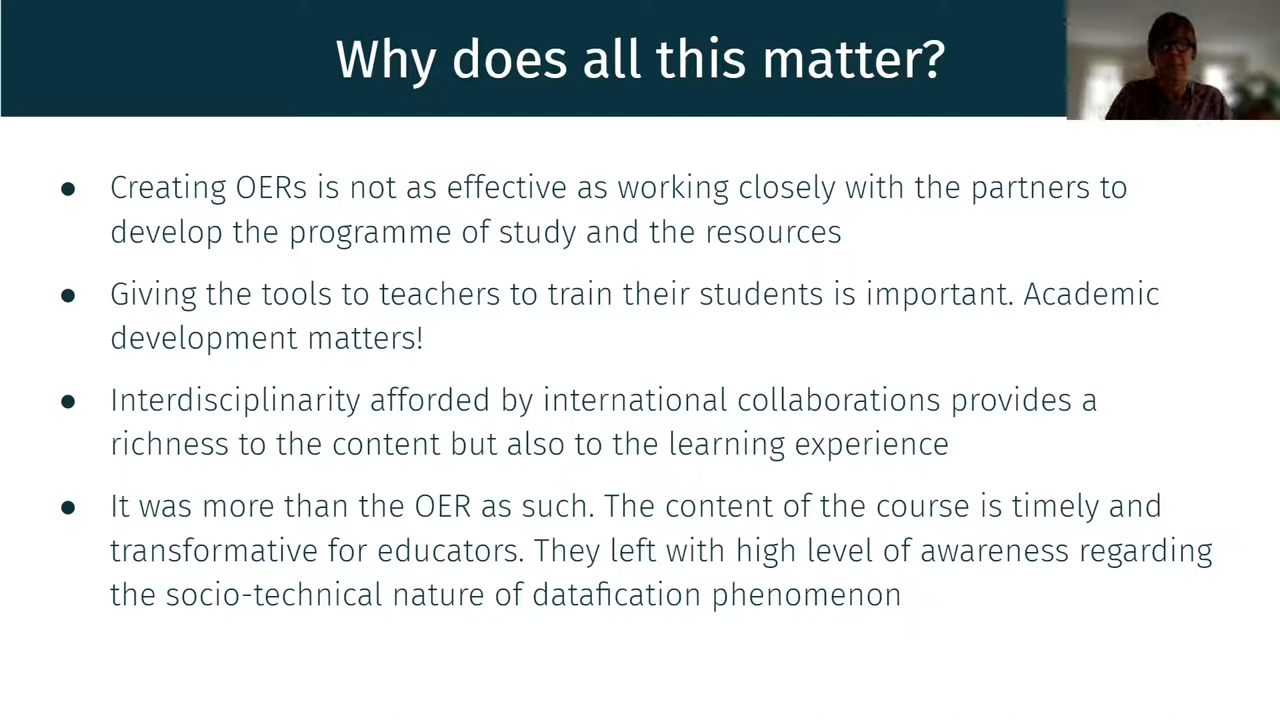 Why does all this matter?
● Creating OERs is not as effective as working closely with the partners to
develop the programme of study and the resources
● Giving the tools to teachers to train their students is important. Academic
development matters!
● Interdisciplinarity afforded by international collaborations provides a
richness to the content but also to the learning experience
● It was more than the OER as such. The content of the course is timely and
transformative for educators. They left with high level of awareness regarding
the socio-technical nature of datafication phenomenon